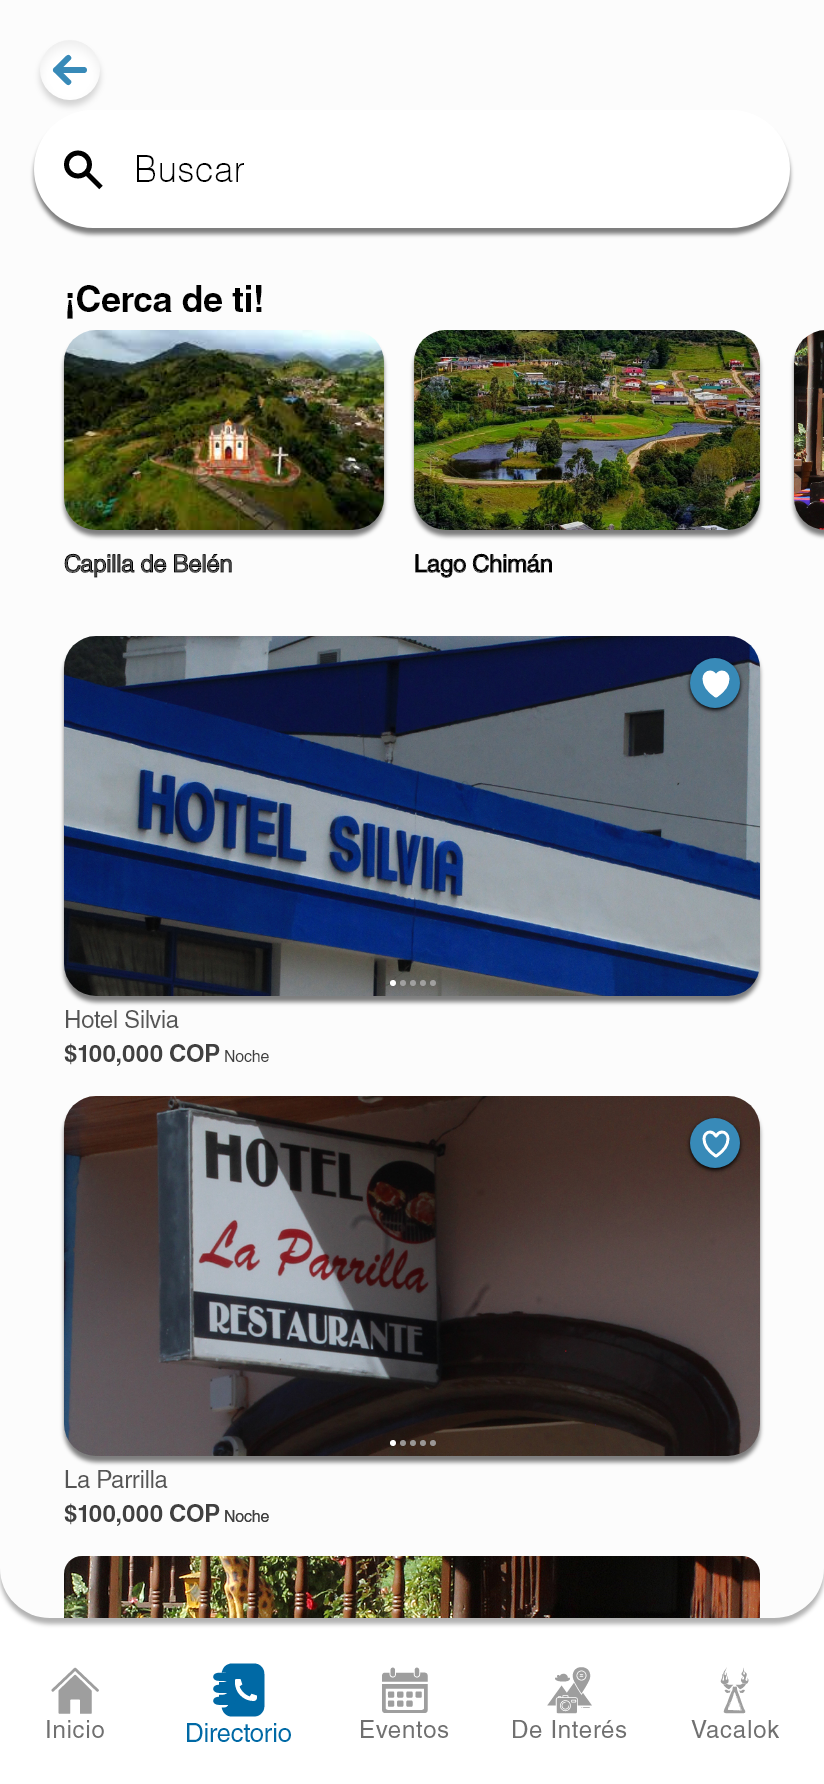 Buscar
¡Cerca de ti!
Capilla de Belén
Lago Chimán
HOTEL SILVIA
Hotel Silvia
$100,000 COP Noche
HOTEL
La Parrilla
RESTAURANTE
La Parrilla
$100,000 COP Noche
Inicio
Directorio
Eventos
De Interés
Vacalok